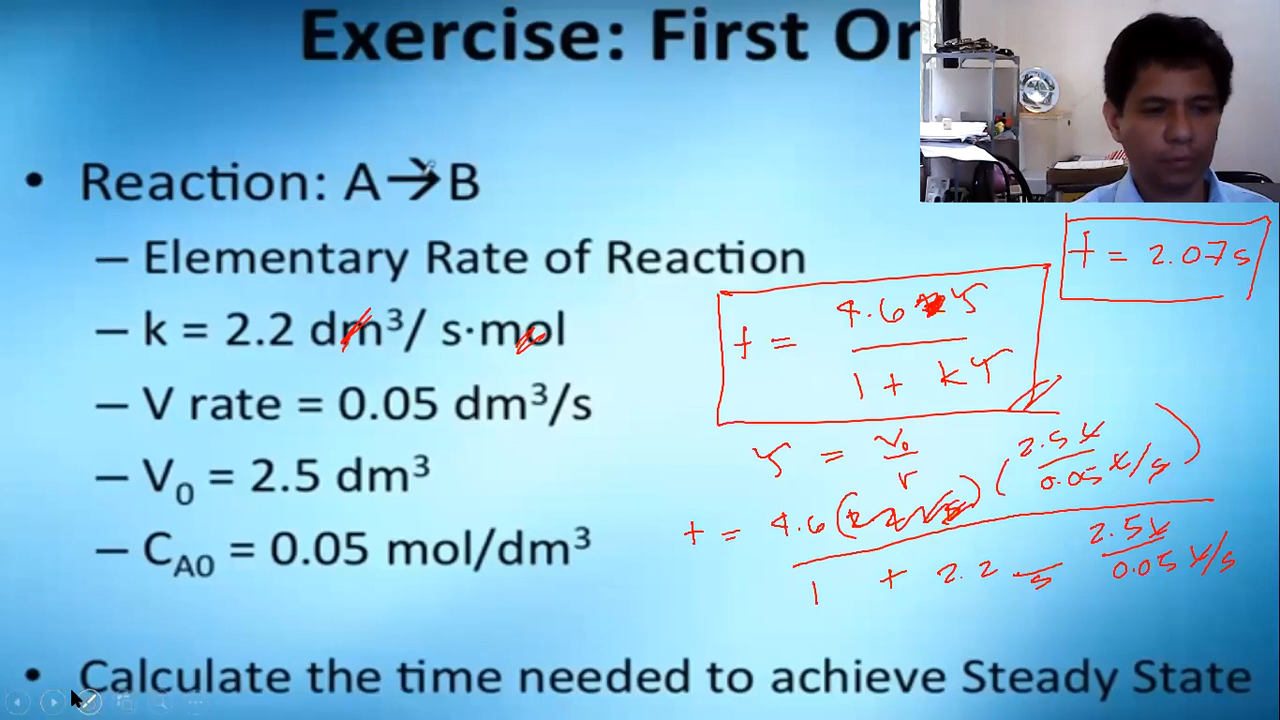 Exercise: First Or
• Reaction: A→B
– Elementary Rate of Reaction
– k = 2.2 dm³/ s·mol
– V rate = 0.05 dm³/s
– V₀ = 2.5 dm³
– C_A0 = 0.05 mol/dm³
• Calculate the time needed to achieve Steady State
t = 2.07s
t = 4.6 τ / 1 + kτ
τ = V₀ / r
t = 4.6 (2.5 / 0.05 /s)
1 + 2.2 /s 2.5 / 0.05 /s